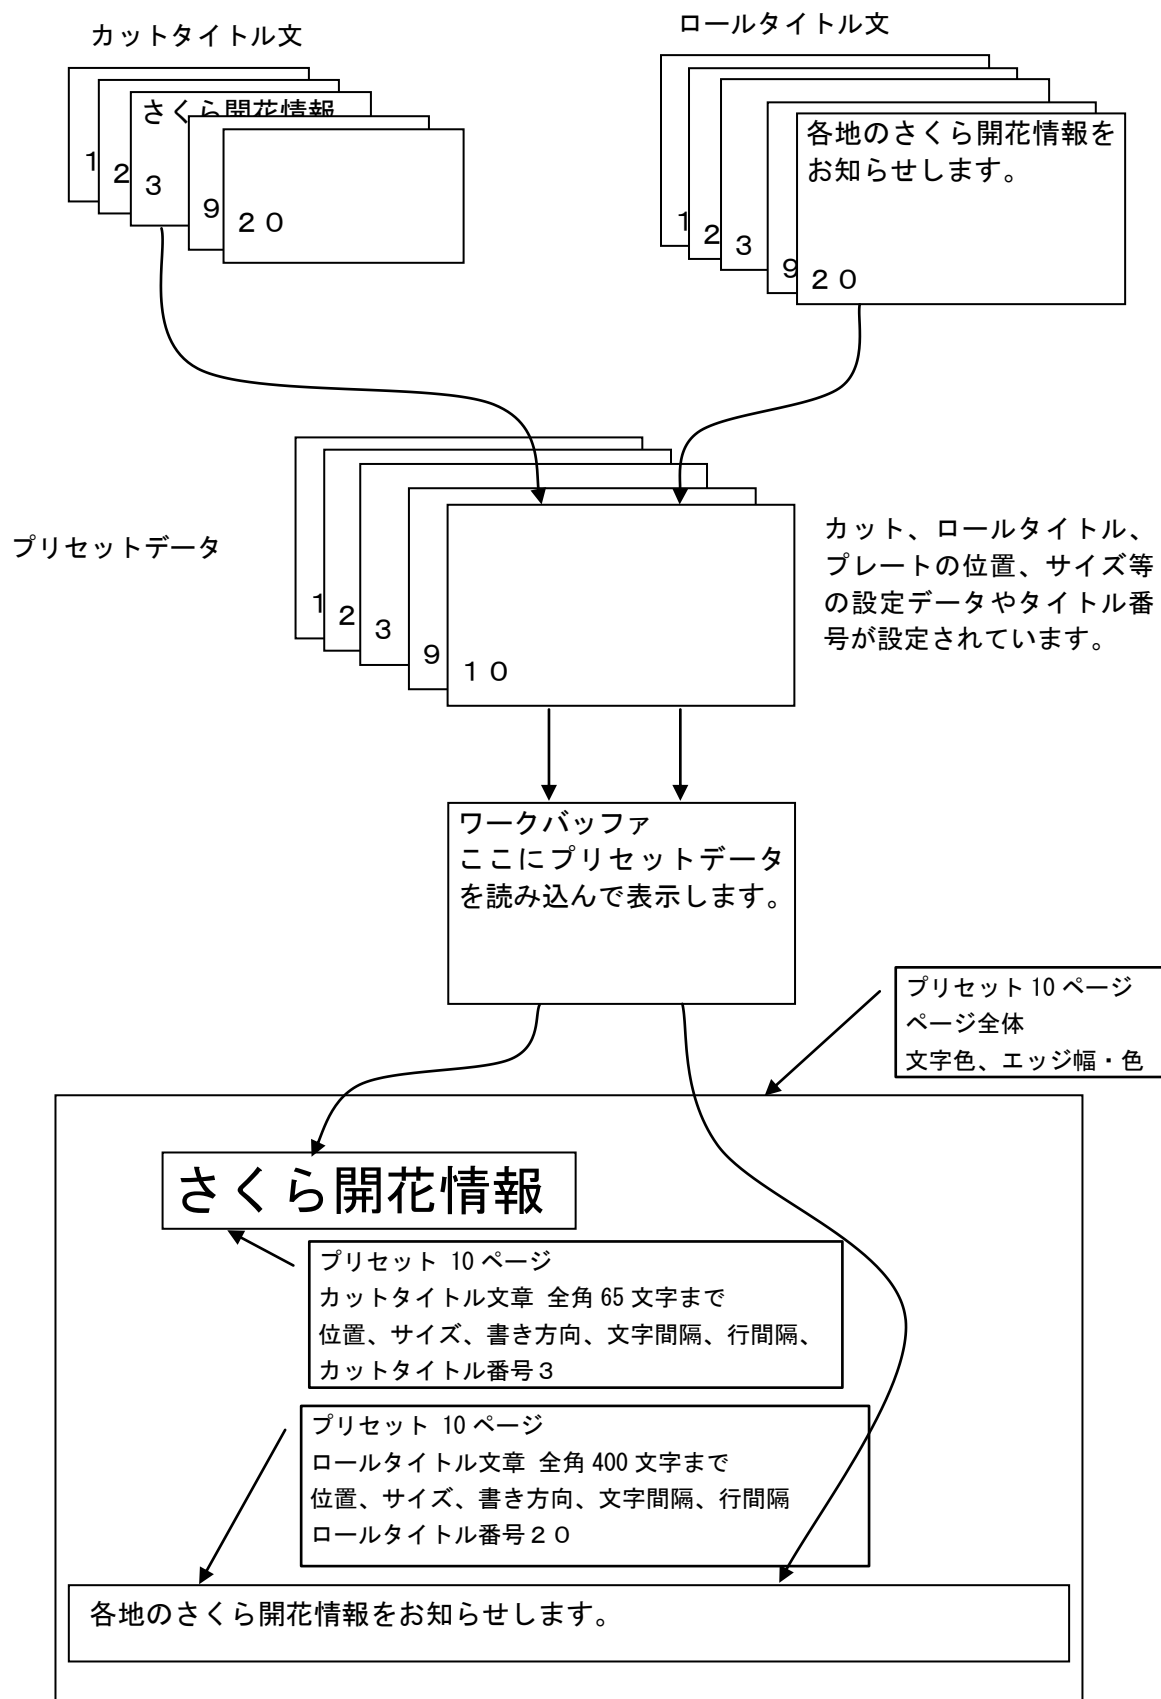 カットタイトル文
ロールタイトル文
さくら開花情報
1
2
3
9
20
各地のさくら開花情報を
お知らせします。
1
2
3
9
20
プリセットデータ
1
2
3
9
10
カット、ロールタイトル、
プレートの位置、サイズ等
の設定データやタイトル番
号が設定されています。
ワークバッファ
ここにプリセットデータ
を読み込んで表示します。
プリセット10ページ
ページ全体
文字色、エッジ幅・色
さくら開花情報
プリセット 10ページ
カットタイトル文章 全角65文字まで
位置、サイズ、書き方向、文字間隔、行間隔、
カットタイトル番号3
プリセット 10ページ
ロールタイトル文章 全角400文字まで
位置、サイズ、書き方向、文字間隔、行間隔
ロールタイトル番号20
各地のさくら開花情報をお知らせします。